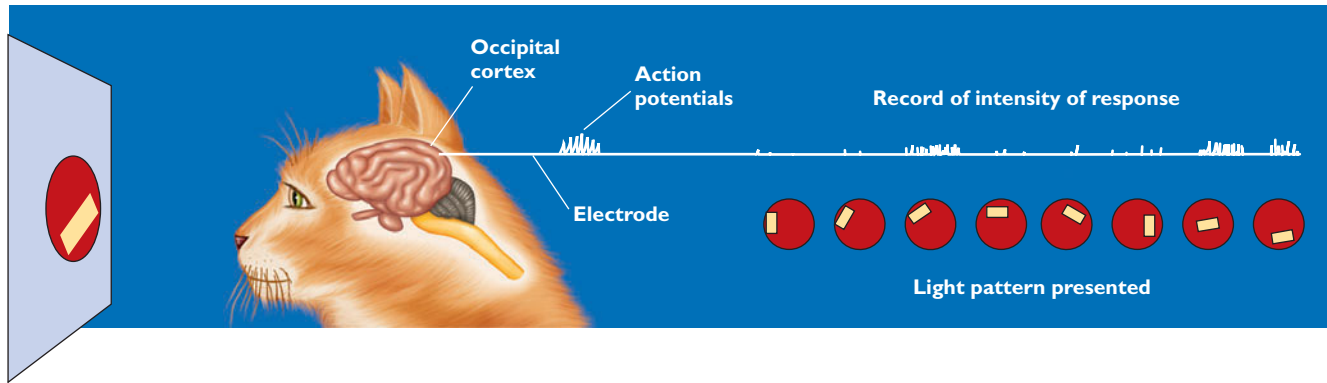 Occipital
cortex
Action
potentials
Record of intensity of response
Electrode
Light pattern presented